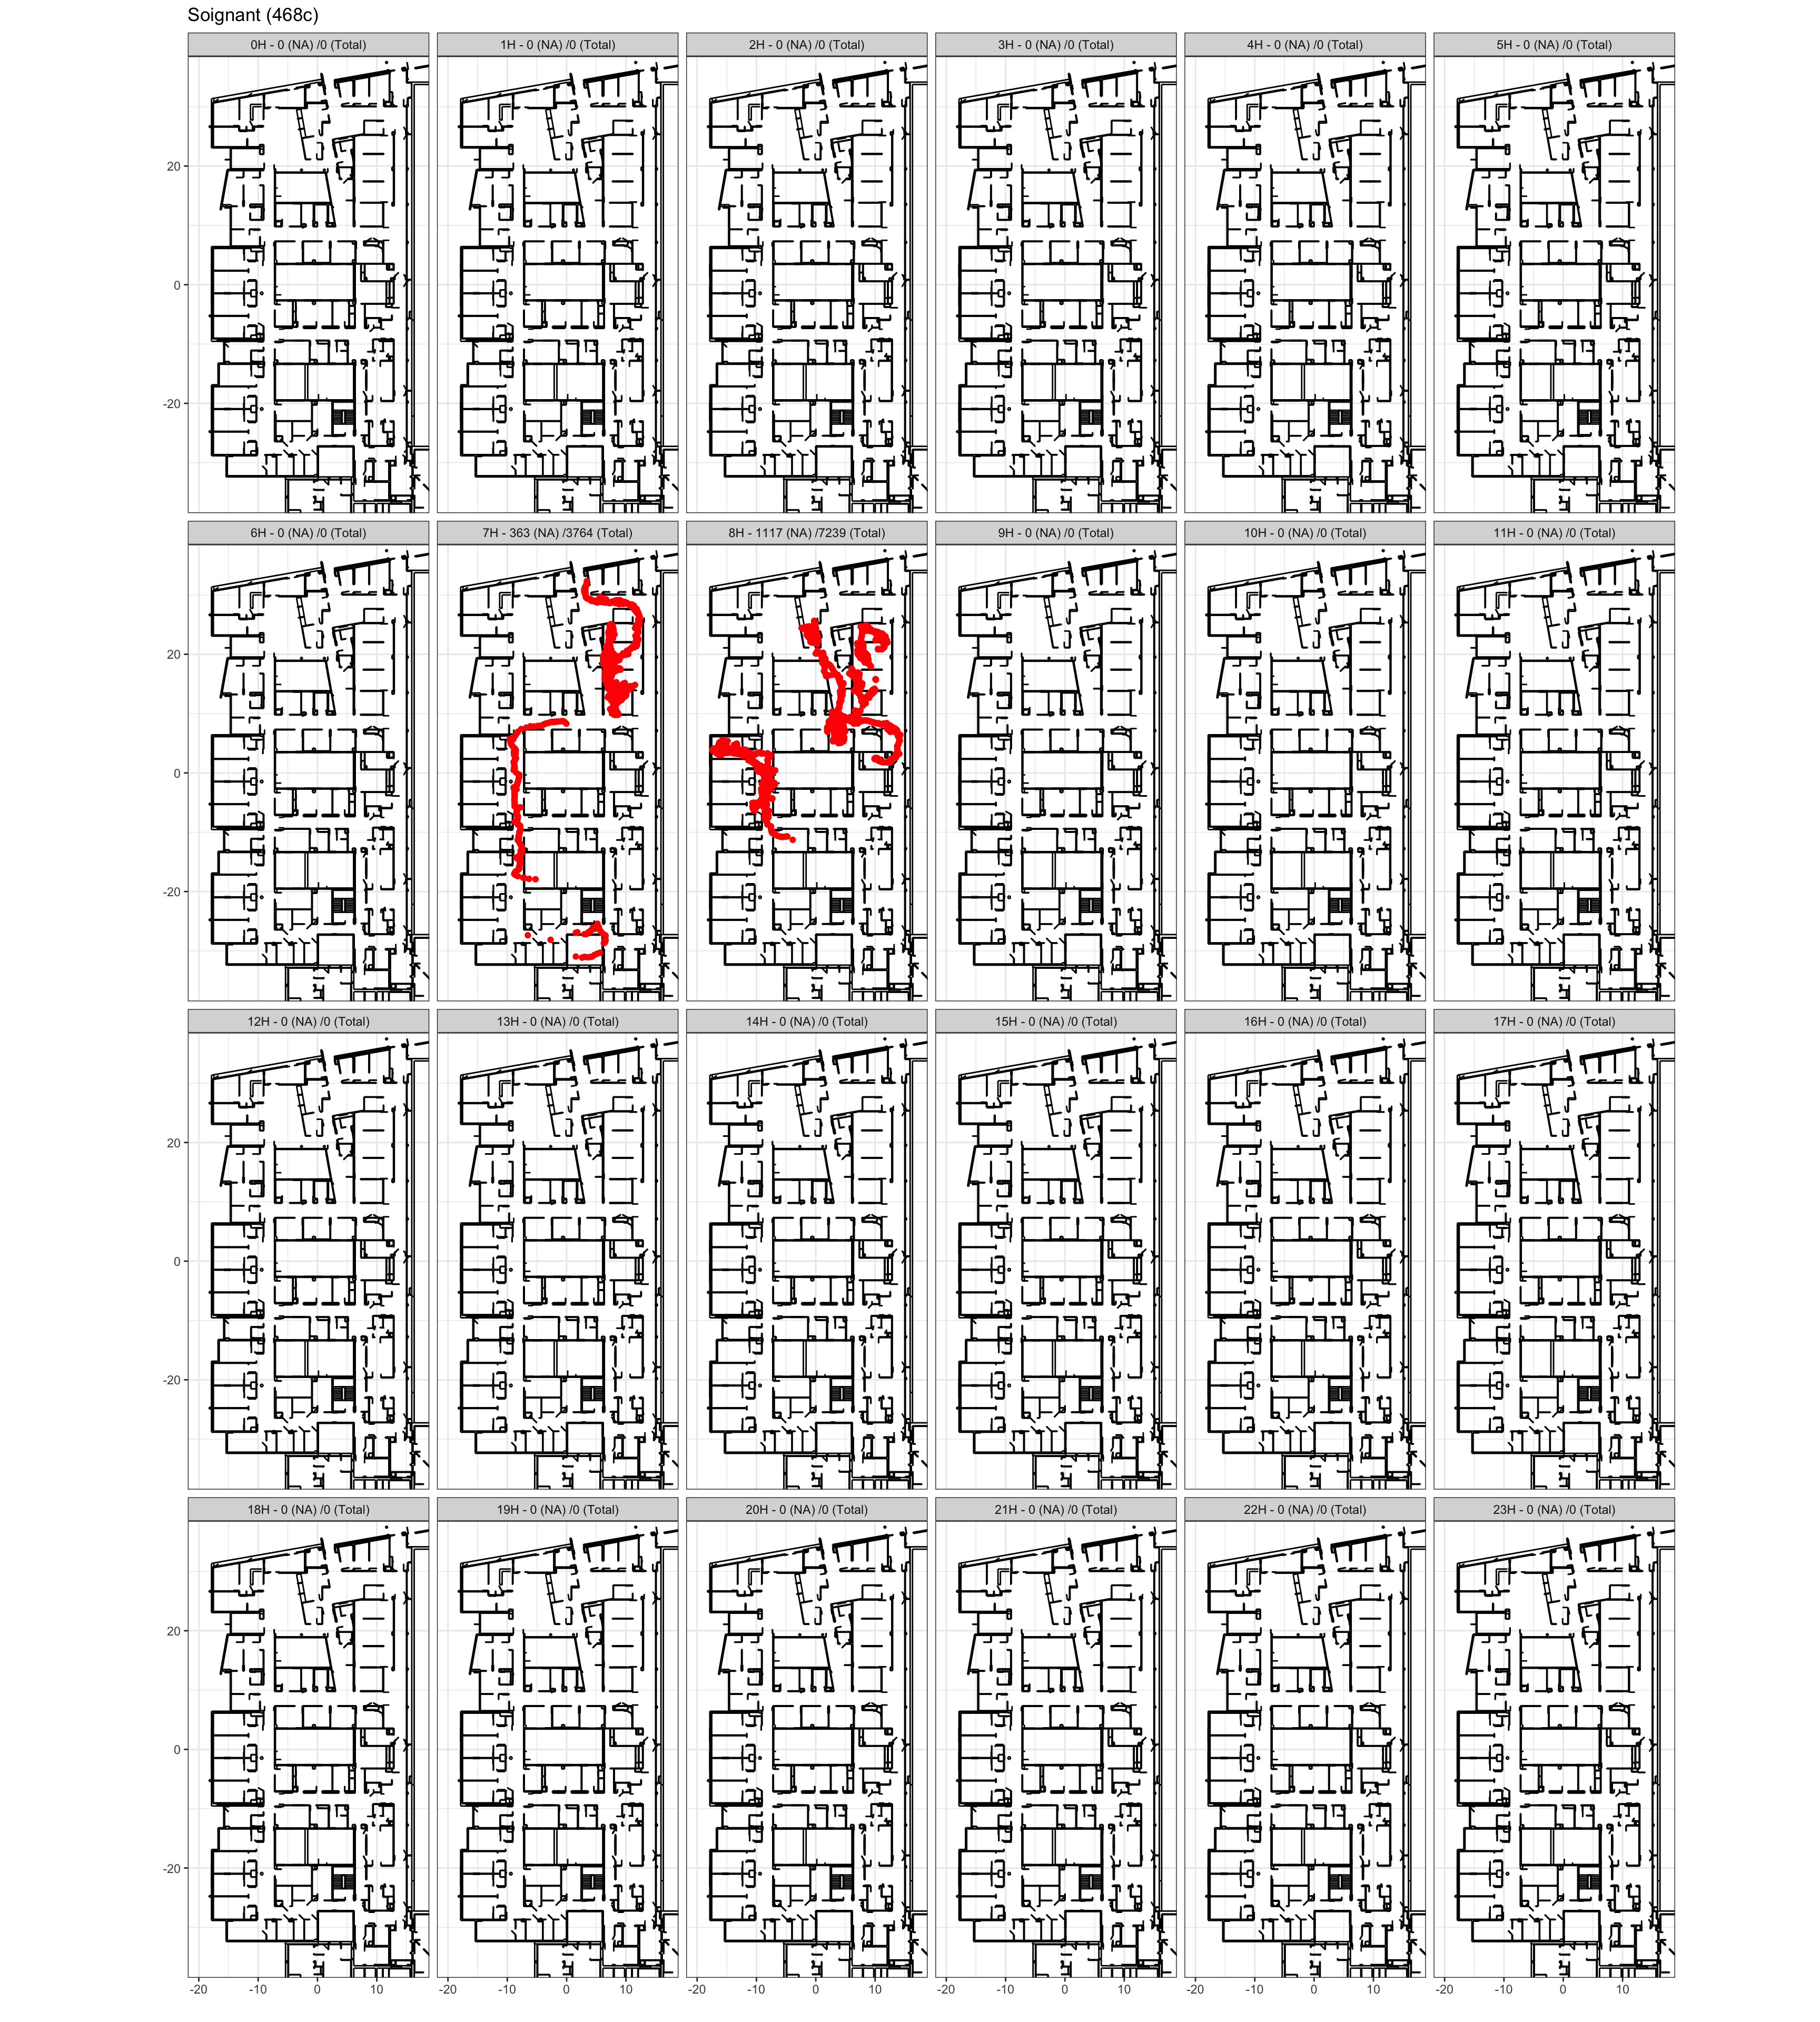 Soignant (468c)
0H - 0 (NA) /0 (Total) 1H - 0 (NA) /0 (Total) 2H - 0 (NA) /0 (Total) 3H - 0 (NA) /0 (Total) 4H - 0 (NA) /0 (Total) 5H - 0 (NA) /0 (Total)
20
0
-20
6H - 0 (NA) /0 (Total) 7H - 363 (NA) /3764 (Total) 8H - 1117 (NA) /7239 (Total) 9H - 0 (NA) /0 (Total) 10H - 0 (NA) /0 (Total) 11H - 0 (NA) /0 (Total)
20
0
-20
12H - 0 (NA) /0 (Total) 13H - 0 (NA) /0 (Total) 14H - 0 (NA) /0 (Total) 15H - 0 (NA) /0 (Total) 16H - 0 (NA) /0 (Total) 17H - 0 (NA) /0 (Total)
20
0
-20
18H - 0 (NA) /0 (Total) 19H - 0 (NA) /0 (Total) 20H - 0 (NA) /0 (Total) 21H - 0 (NA) /0 (Total) 22H - 0 (NA) /0 (Total) 23H - 0 (NA) /0 (Total)
20
0
-20
-20 -10 0 10 -20 -10 0 10 -20 -10 0 10 -20 -10 0 10 -20 -10 0 10 -20 -10 0 10